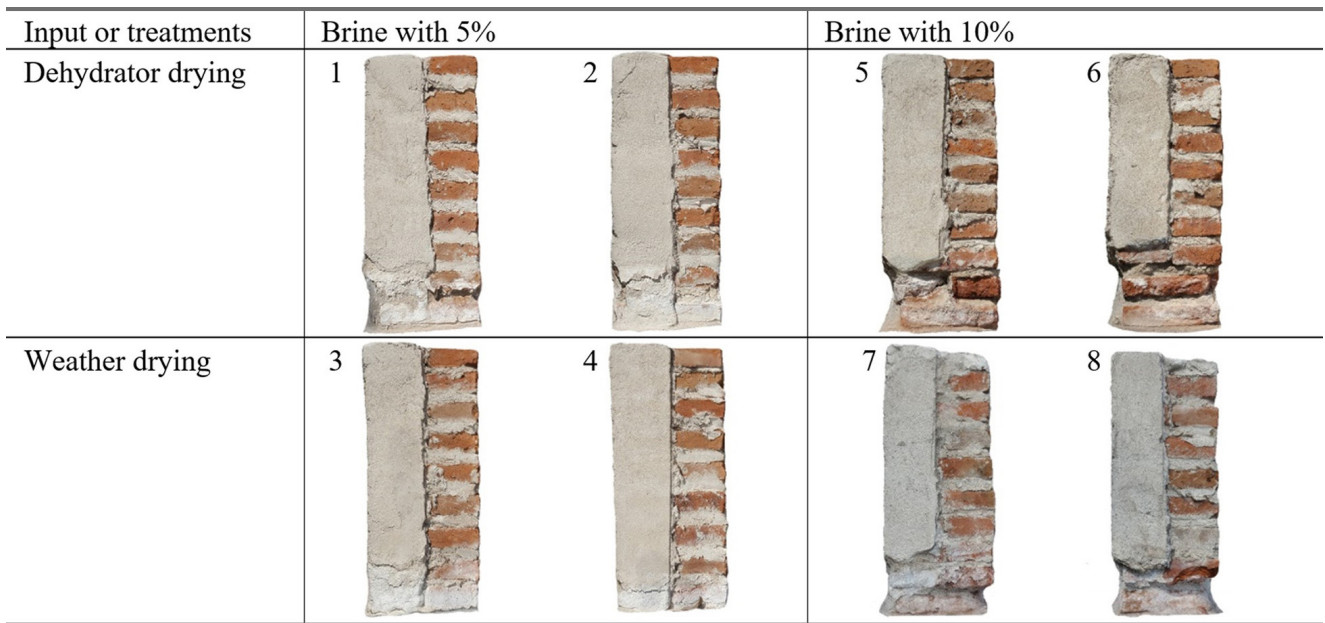 Input or treatments Brine with 5% Brine with 10%
Dehydrator drying 1 2 5 6
Weather drying 3 4 7 8